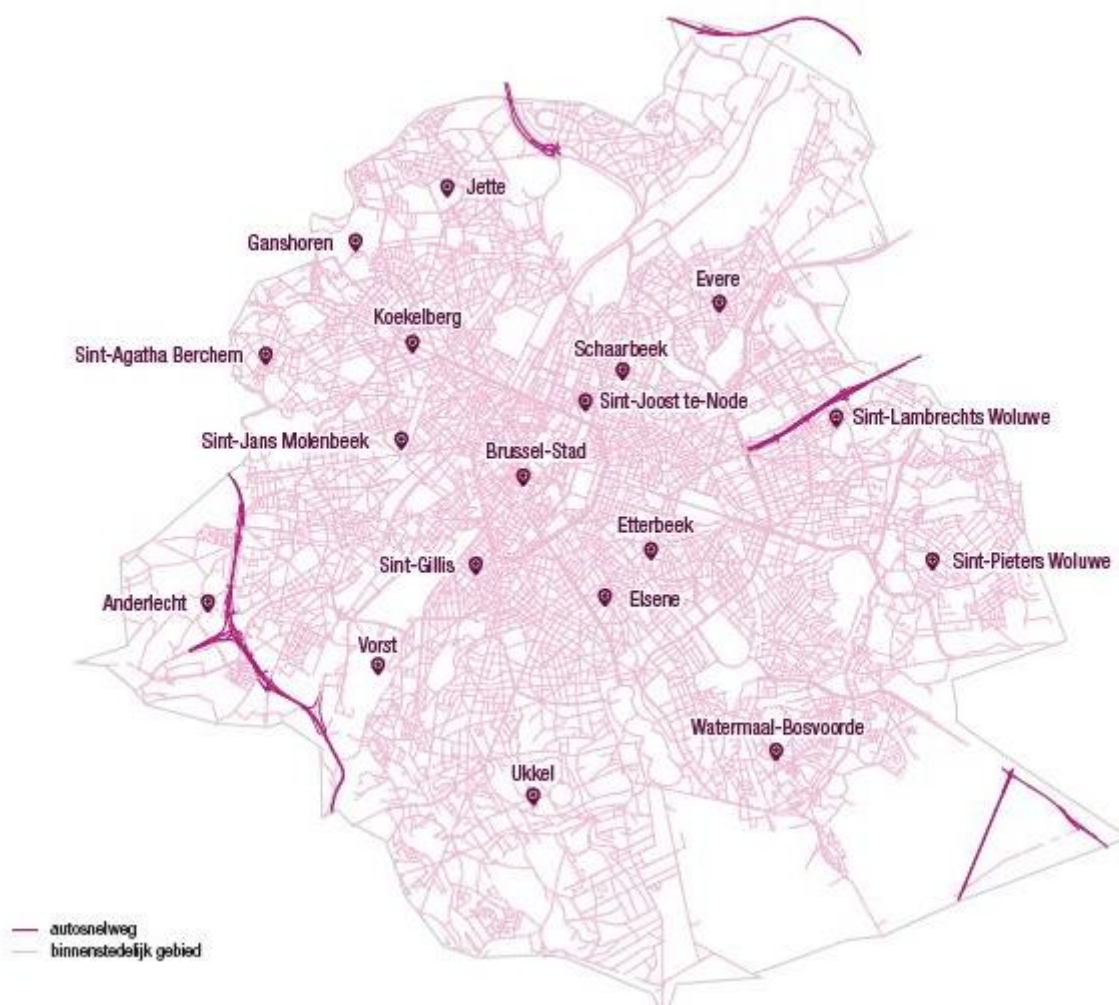 Jette
Ganshoren
Evere
Koekelberg
Schaarbeek
Sint-Agatha Berchem
Sint-Joost te-Node
Sint-Lambrechts Woluwe
Sint-Jans Molenbeek
Brussel-Stad
Etterbeek
Sint-Gillis
Sint-Pieters Woluwe
Anderlecht
Elsene
Vorst
Watermaal-Bosvoorde
Ukkel
autosnelweg
binnenstedelijk gebied